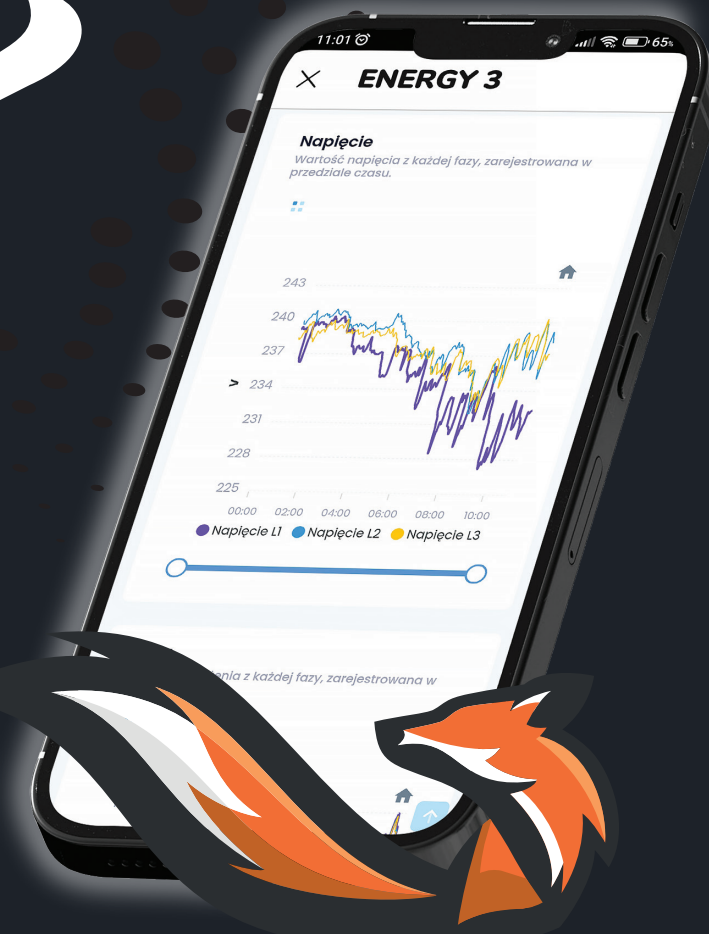 11:01 65%
ENERGY 3
Napięcie
Wartość napięcia z każdej fazy, zarejestrowana w
przedziale czasu.
243
240
237
V 234
231
228
225
00:00 02:00 04:00 06:00 08:00 10:00
Napięcie L1 Napięcie L2 Napięcie L3
z każdej fazy, zarejestrowana w